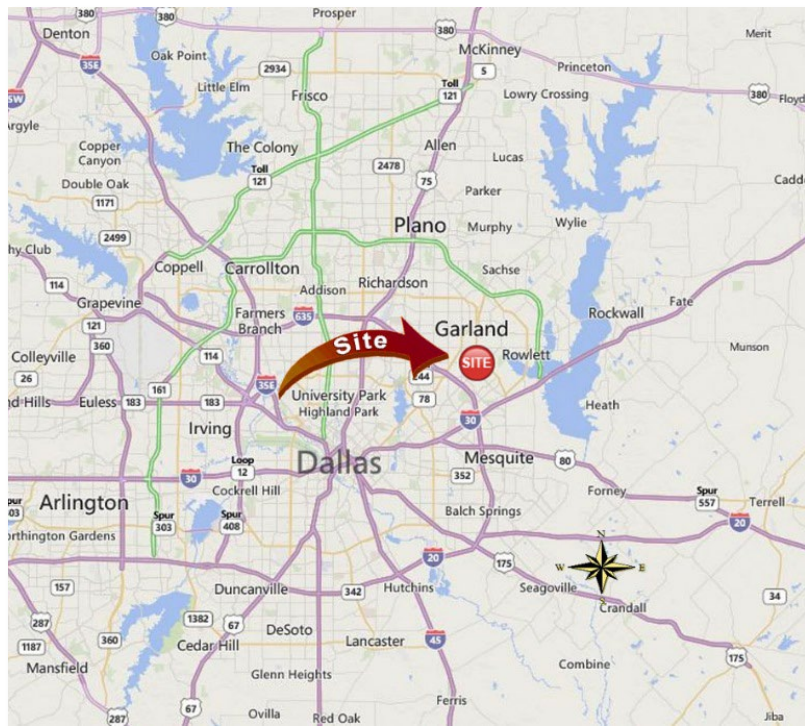 Prosper
380
380
Denton
McKinney
Merit
35E
Oak Point
2934
Toll
121
5
Princeton
Little Elm
Frisco
Lowry Crossing
380
Floyd
5W
Argyle
Copper
Canyon
The Colony
Allen
Lucas
Double Oak
Toll
121
2478
75
Parker
1171
Plano
Murphy
Wylie
2499
Coppell
Carrollton
Sachse
114
Addison
Richardson
Grapevine
Farmers
Branch
635
Garland
Rockwall
Fate
121
360
Site
SITE
Rowlett
Munson
Colleyville
114
26
161
35E
University Park
244
78
Euless
183
183
Highland Park
30
Heath
Irving
Dallas
Mesquite
Loop
12
80
30
352
Forney
Spur
557
Terrell
Arlington
Cockrell Hill
Balch Springs
20
Spur
303
Spur
408
N
20
175
W
E
S
157
Duncanville
342
Hutchins
Seagoville
Crandall
34
287
1382
67
DeSoto
360
Cedar Hill
Lancaster
45
1187
Mansfield
Glenn Heights
Combine
175
67
Ferris
287
Ovilla
Red Oak
Jiba